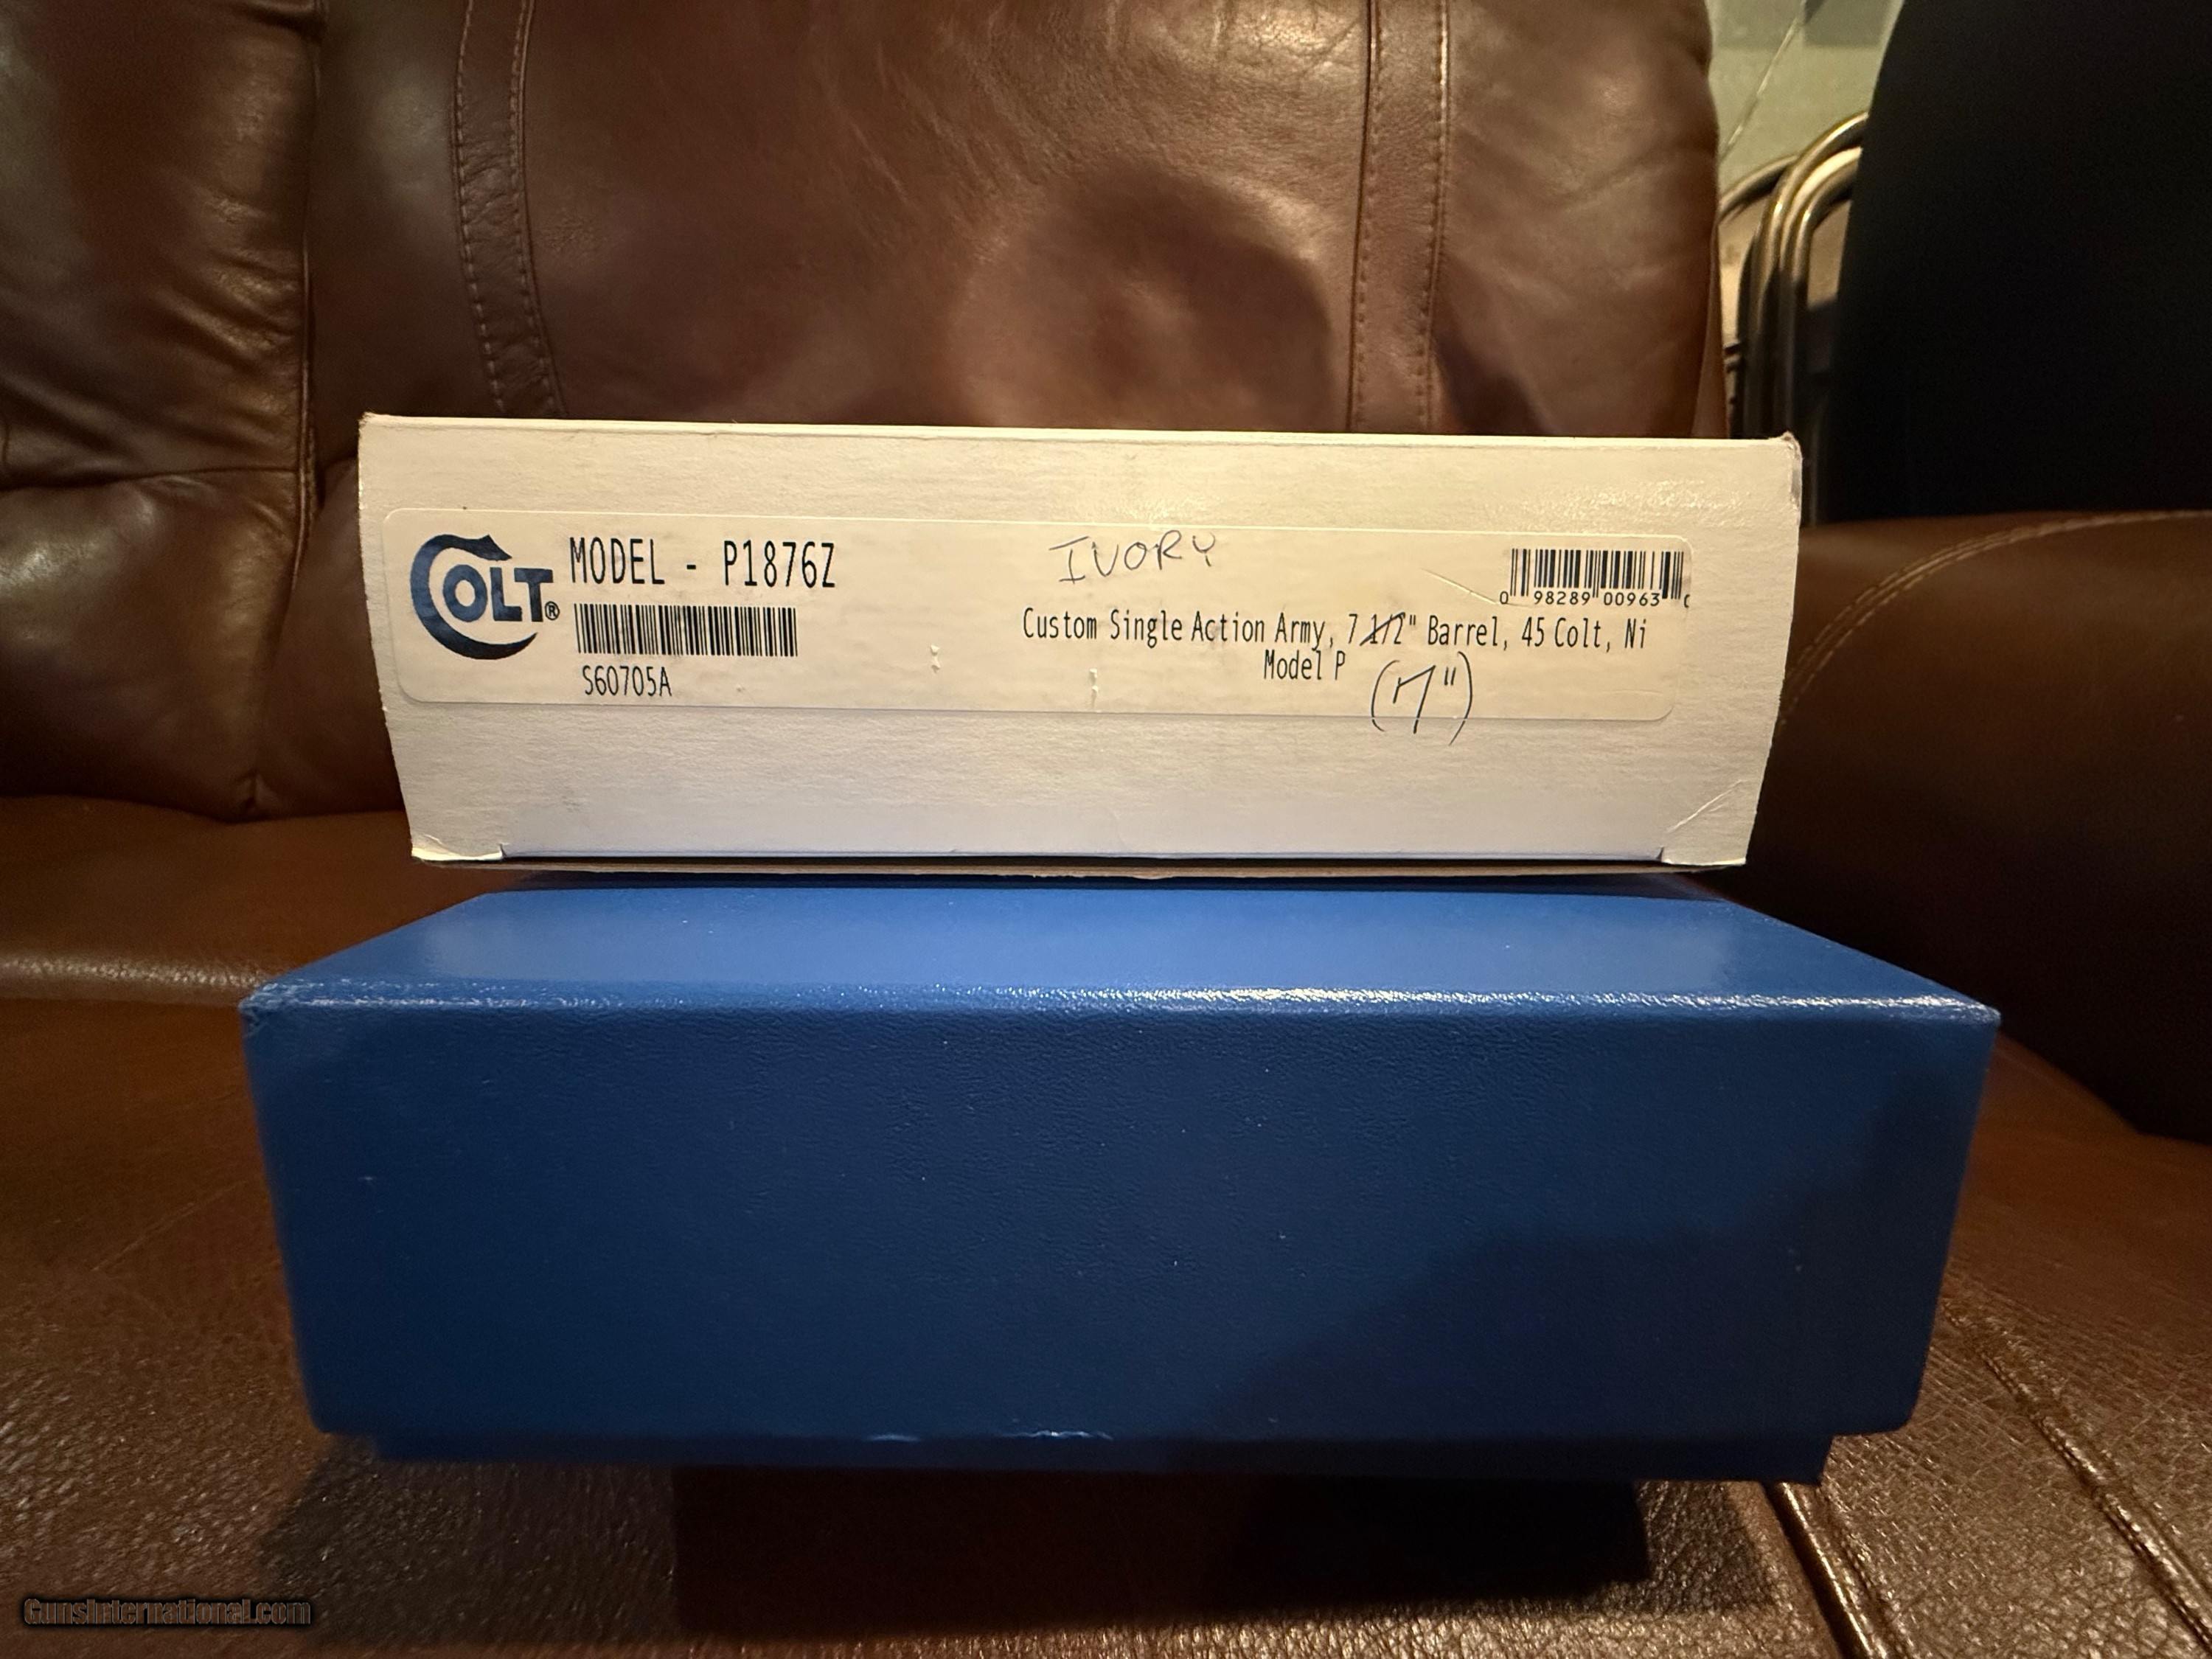 COLT®
MODEL - P1876Z
S60705A
IVORY
0 98289 00963
Custom Single Action Army, 7 1/2" Barrel, 45 Colt, Ni
Model P
(7")
GunsInternational.com